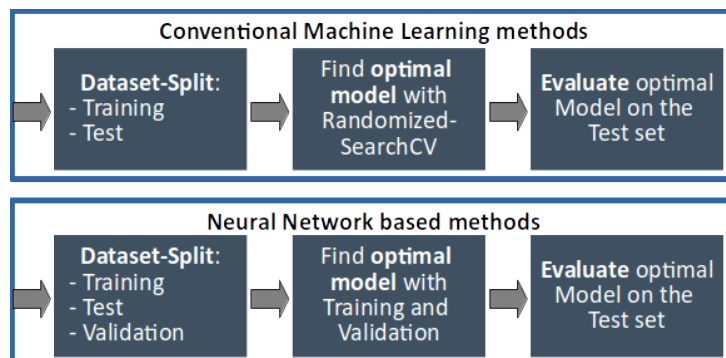 Conventional Machine Learning methods
Dataset-Split:
- Training
- Test
Find optimal
model with
Randomized-
SearchCV
Evaluate optimal
Model on the
Test set
Neural Network based methods
Dataset-Split:
- Training
- Test
- Validation
Find optimal
model with
Training and
Validation
Evaluate optimal
Model on the
Test set